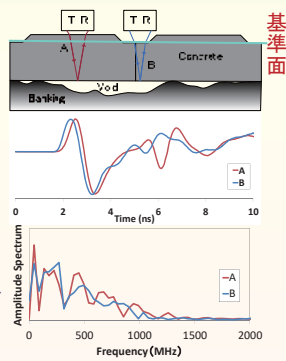 T R
T R
基準面
A
B
Concrete
Void
Banking
A
B
0 2 4 6 8 10
Time (ns)
Amplitude Spectrum
A
B
0 500 1000 1500 2000
Frequency(MHz)